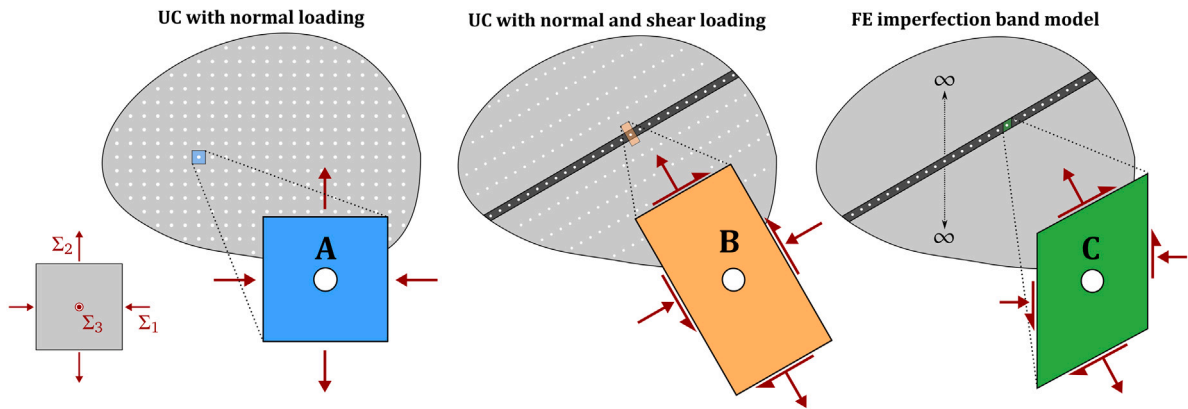 UC with normal loading
UC with normal and shear loading
FE imperfection band model
∞
∞
A
B
C
Σ2
Σ3
Σ1